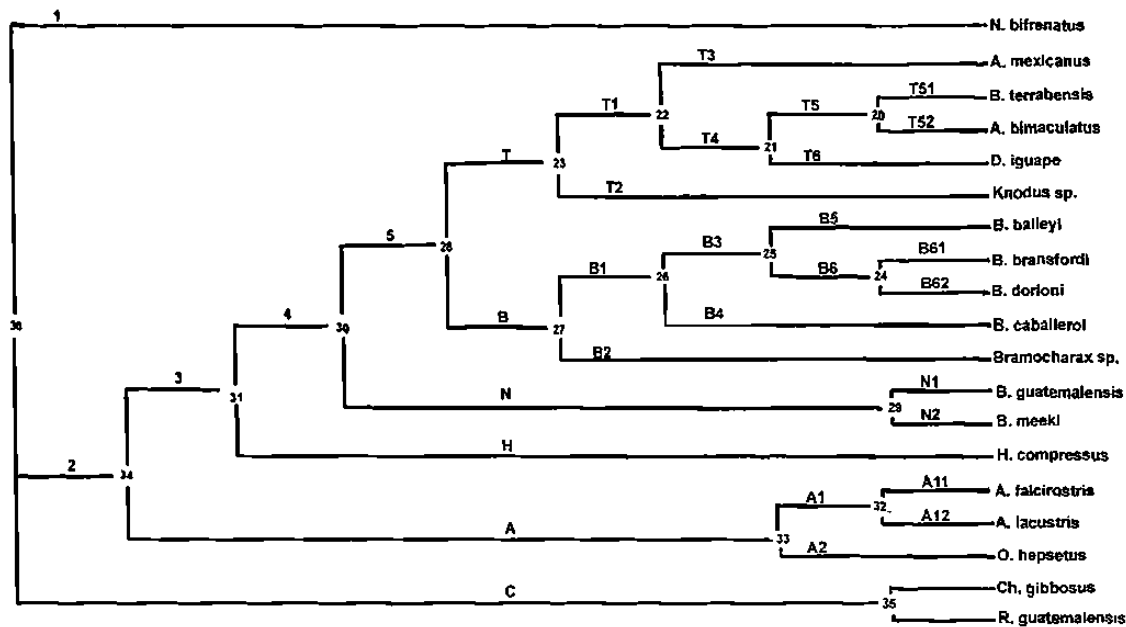 1
N. bifrenatus
T3
A. mexicanus
T51
B. terrabensis
T1
22
T5
20
T52
A. bimaculatus
T4
21
T
23
T6
D. iguape
T2
Knodus sp.
B5
B. baileyi
5
28
B3
25
B61
B. bransfordi
B1
26
B6
24
B62
B. dorioni
4
30
B
27
B4
B. caballeroi
36
B2
Bramocharax sp.
3
31
N
29
N1
B. guatemalensis
N2
B. meeki
H
H. compressus
2
34
A1
32
A11
A. falcirostris
A12
A. lacustris
A
33
A2
O. hepsetus
C
35
Ch. gibbosus
R. guatemalensis